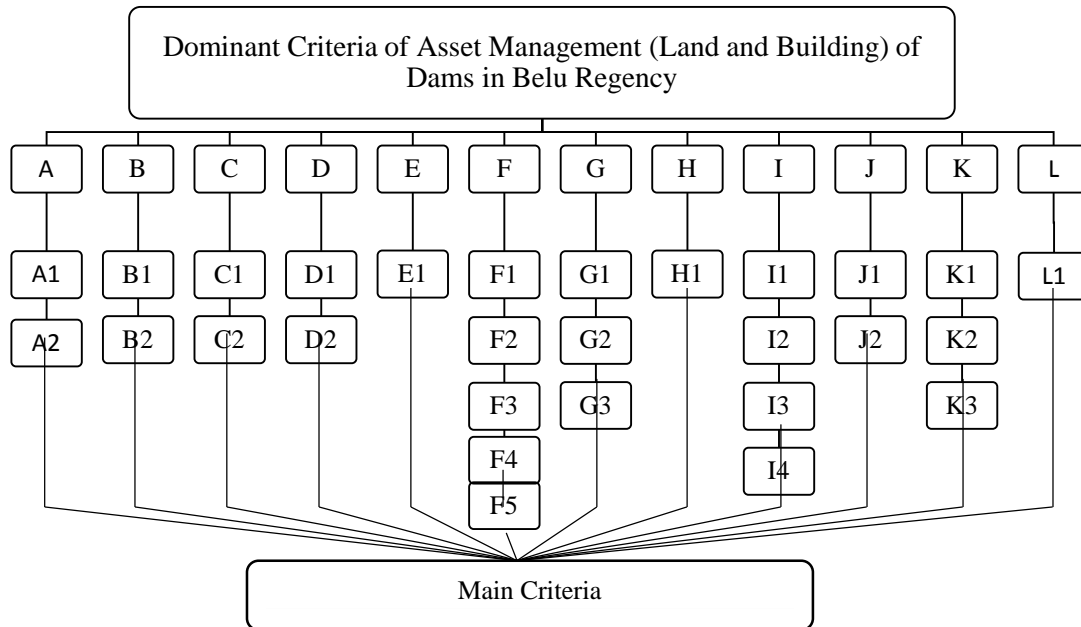 Dominant Criteria of Asset Management (Land and Building) of
Dams in Belu Regency
A B C D E F G H I J K L
A1 B1 C1 D1 E1 F1 G1 H1 I1 J1 K1 L1
A2 B2 C2 D2 F2 G2 I2 J2 K2
F3 G3 I3 K3
F4 I4
F5
Main Criteria